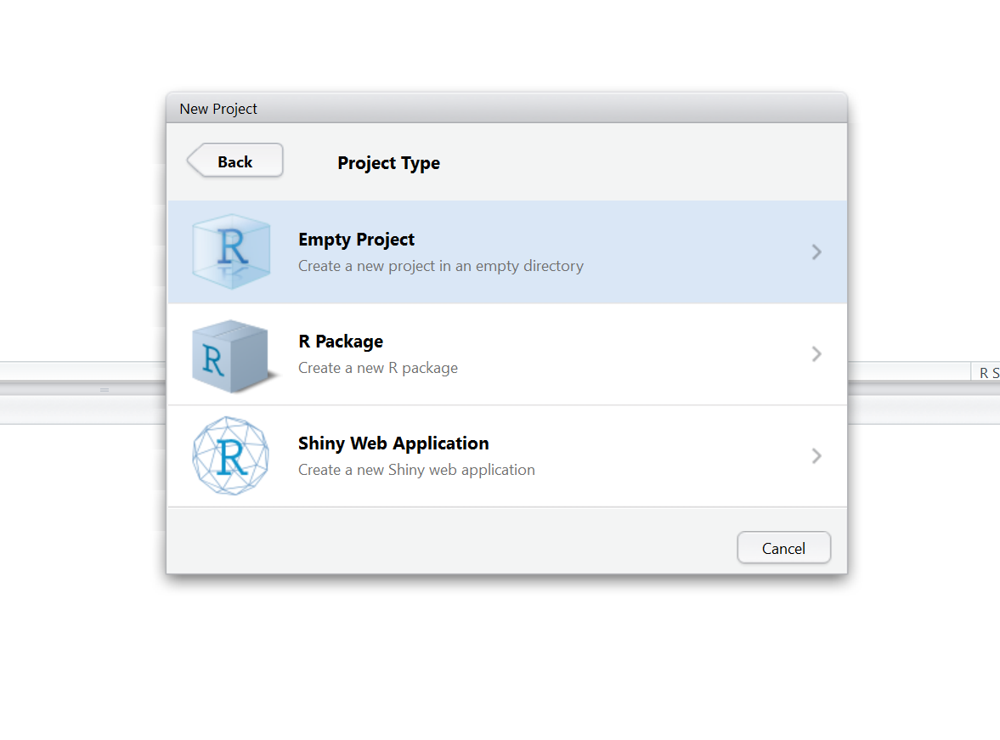 New Project
Back
Project Type
R
Empty Project
Create a new project in an empty directory
R
R Package
Create a new R package
R S
R
Shiny Web Application
Create a new Shiny web application
Cancel